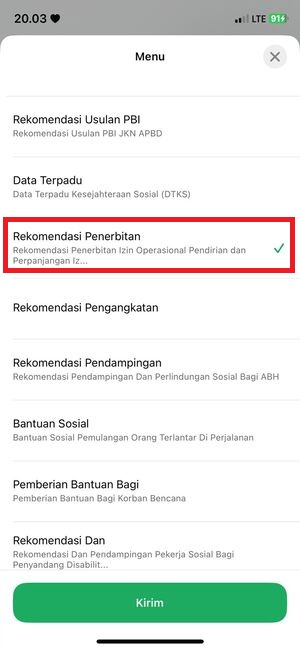 20.03
LTE 91
Menu
Rekomendasi Usulan PBI
Rekomendasi Usulan PBI JKN APBD
Data Terpadu
Data Terpadu Kesejahteraan Sosial (DTKS)
Rekomendasi Penerbitan
Rekomendasi Penerbitan Izin Operasional Pendirian dan
Perpanjangan Iz...
Rekomendasi Pengangkatan
Rekomendasi Pendampingan
Rekomendasi Pendampingan Dan Perlindungan Sosial Bagi ABH
Bantuan Sosial
Bantuan Sosial Pemulangan Orang Terlantar Di Perjalanan
Pemberian Bantuan Bagi
Pemberian Bantuan Bagi Korban Bencana
Rekomendasi Dan
Rekomendasi Dan Pendampingan Pekerja Sosial Bagi
Penyandang Disabilit...
Kirim